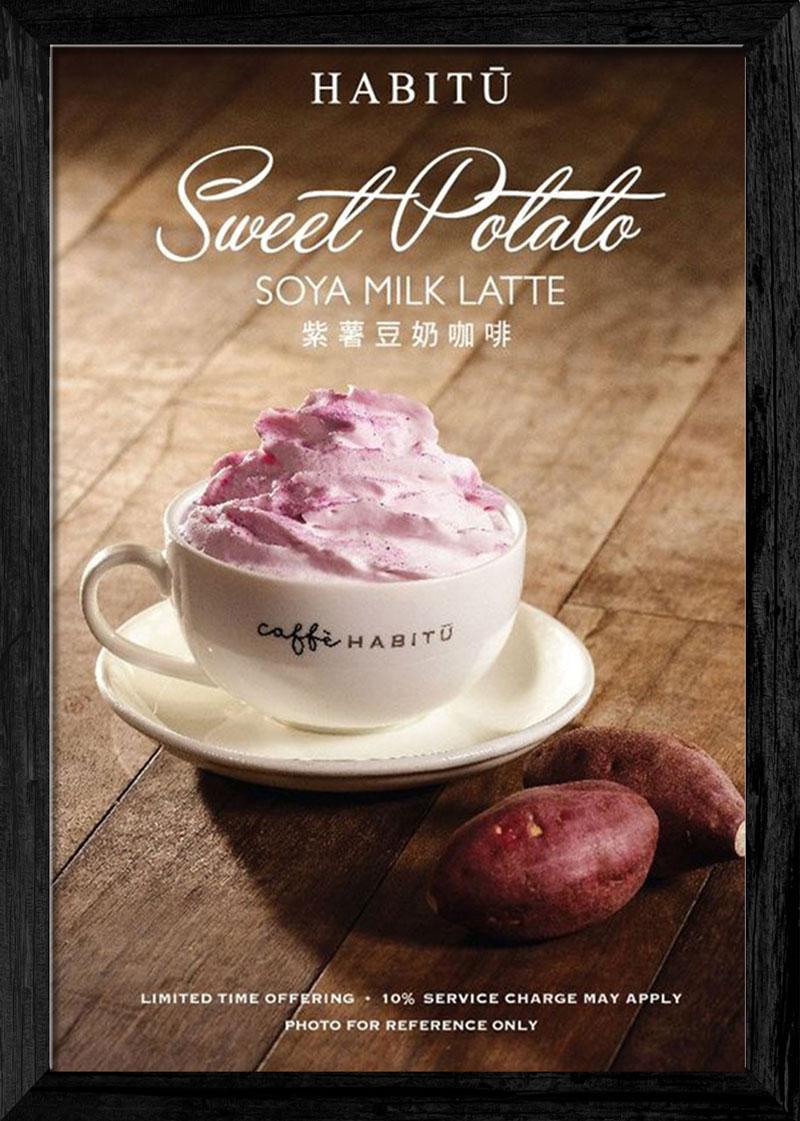 HABITŪ
Sweet Potato
SOYA MILK LATTE
紫薯豆奶咖啡
caffè HABITŪ
LIMITED TIME OFFERING • 10% SERVICE CHARGE MAY APPLY
PHOTO FOR REFERENCE ONLY